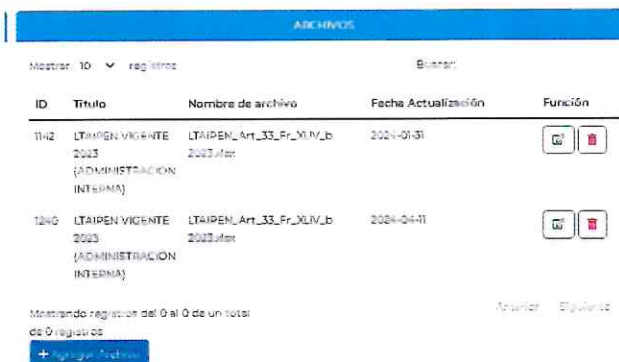 ARCHIVOS
Mostrar 10 registros
Buscar:
ID Título Nombre de archivo Fecha Actualización Función
1142 LTAIPEN VIGENTE LTAIPEN_Art_33_Fr_XLIV_b 2024-01-31
2023 2023.xlsx
(ADMINISTRACION
INTERNA)
1240 LTAIPEN VIGENTE LTAIPEN_Art_33_Fr_XLIV_b 2024-04-11
2023 2023.xlsx
(ADMINISTRACION
INTERNA)
Mostrando registros del 0 al 0 de un total
de 0 registros
Anterior Siguiente
+ Agregar Archivo